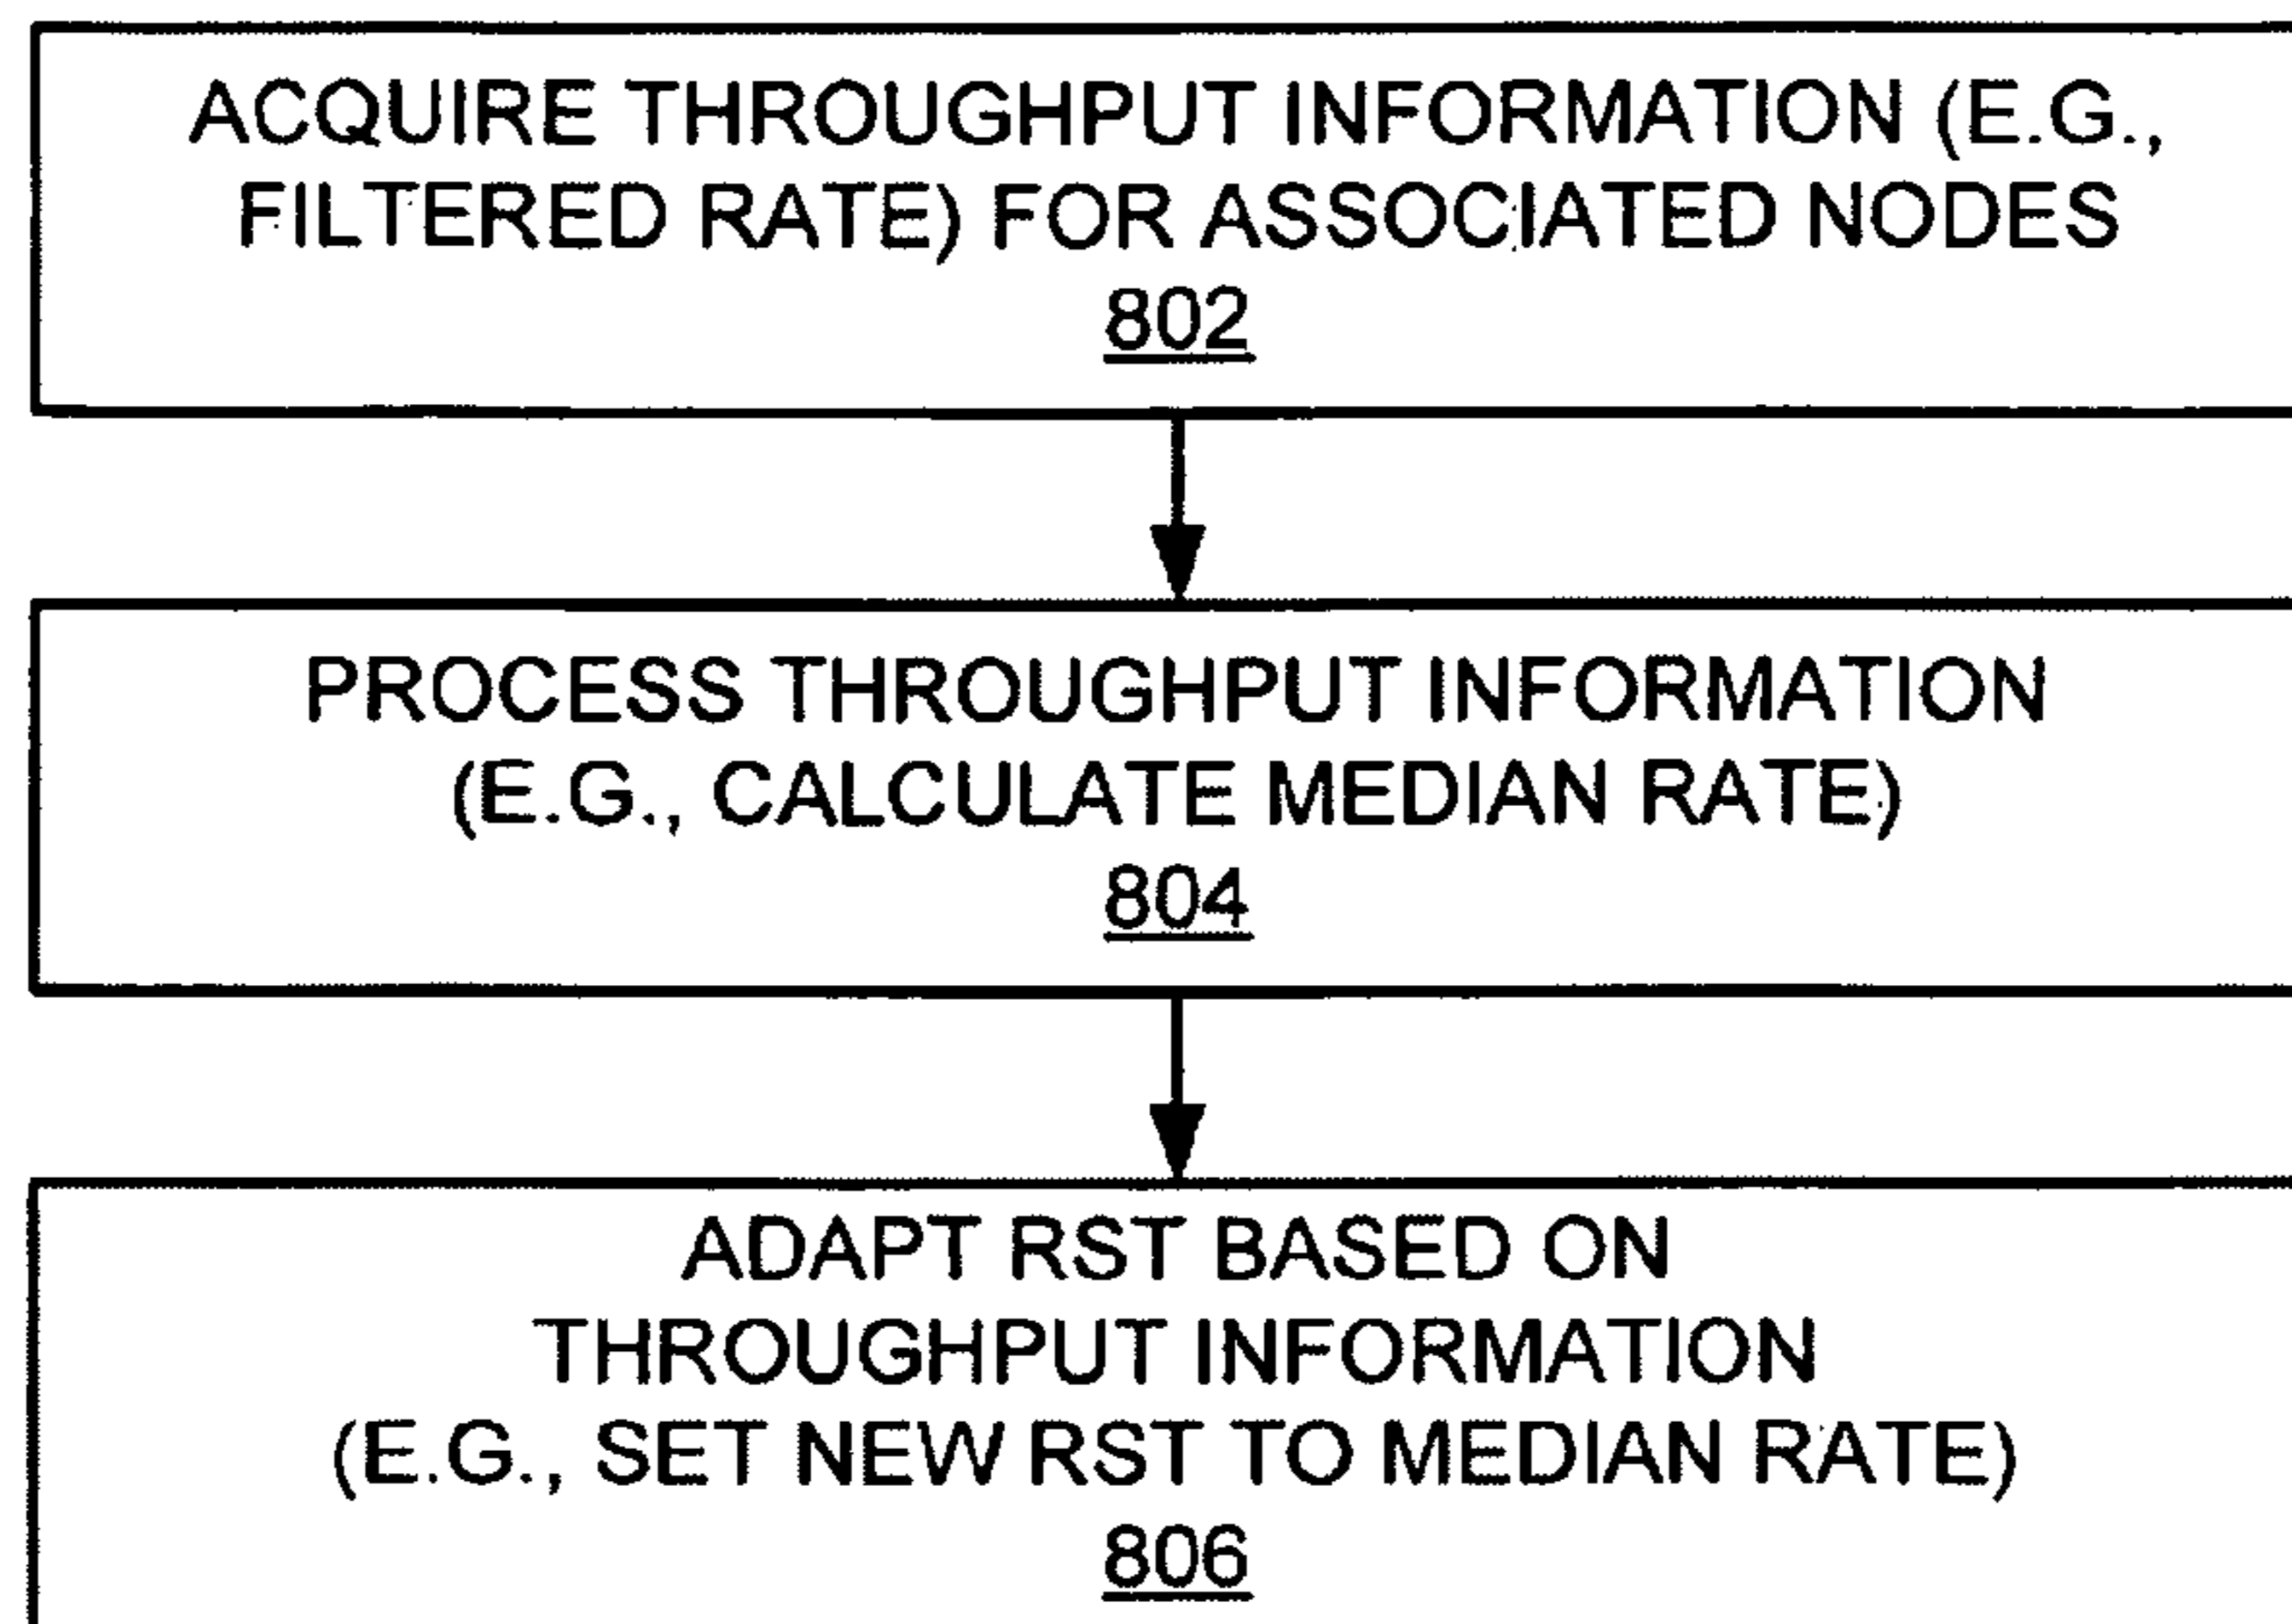 ACQUIRE THROUGHPUT INFORMATION (E.G.,
FILTERED RATE) FOR ASSOCIATED NODES
802
PROCESS THROUGHPUT INFORMATION
(E.G., CALCULATE MEDIAN RATE)
804
ADAPT RST BASED ON
THROUGHPUT INFORMATION
(E.G., SET NEW RST TO MEDIAN RATE)
806